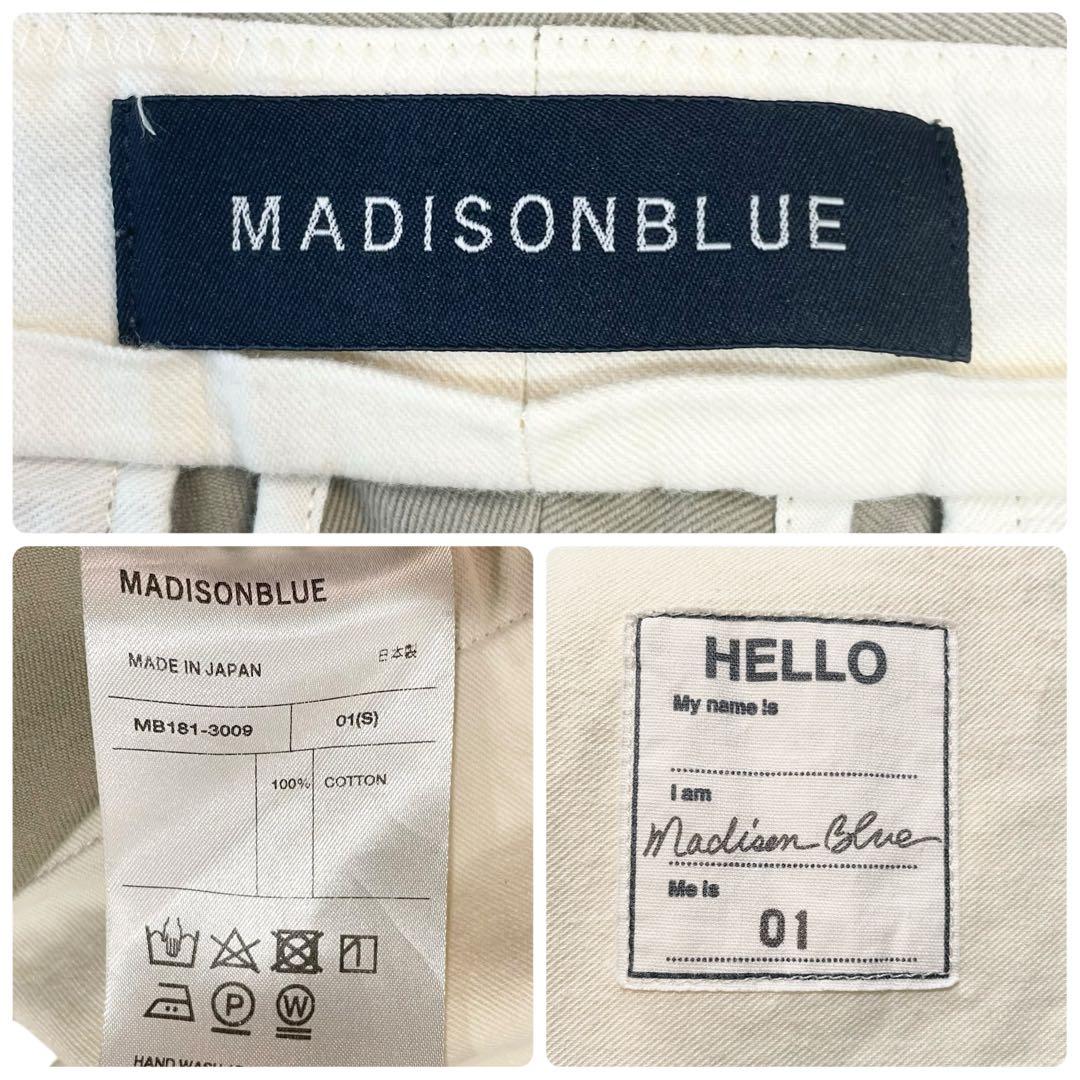 MADISONBLUE
MADISONBLUE
MADE IN JAPAN 日本製
MB181-3009 01(S)
100% COTTON
P W
HAND WASH
HELLO
My name is
I am
Madison Blue
Me is
01